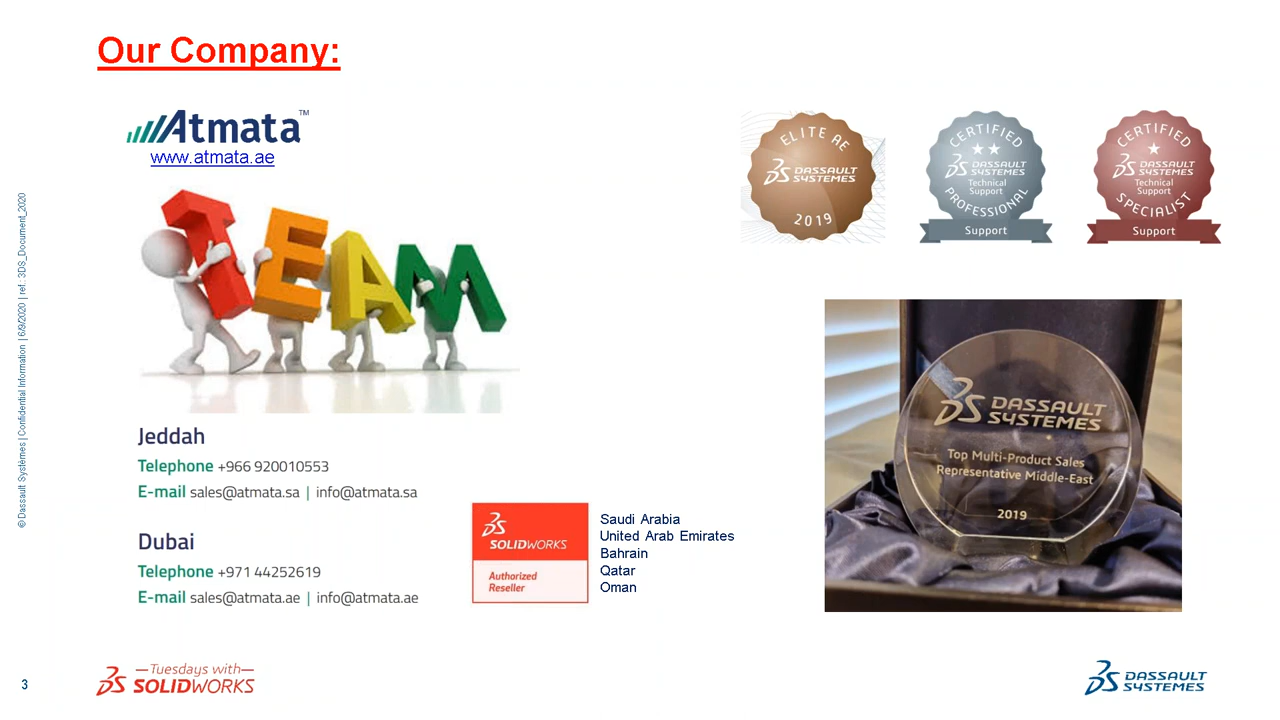 Our Company:
Atmata™
www.atmata.ae
TEAM
Jeddah
Telephone +966 920010553
E-mail sales@atmata.sa | info@atmata.sa
Dubai
Telephone +971 44252619
E-mail sales@atmata.ae | info@atmata.ae
3S SOLIDWORKS
Authorized
Reseller
Saudi Arabia
United Arab Emirates
Bahrain
Qatar
Oman
ELITE AE
DASSAULT
SYSTEMES
2019
CERTIFIED
DASSAULT
SYSTEMES
Technical
Support
PROFESSIONAL
Support
CERTIFIED
DASSAULT
SYSTEMES
Technical
Support
SPECIALIST
Support
DASSAULT
SYSTEMES
Top Multi-Product Sales
Representative Middle-East
2019
© Dassault Systèmes | Confidential Information | 6/9/2020 | ref.: 3DS_Document_2020
3
Tuesdays with
SOLIDWORKS
DASSAULT
SYSTEMES